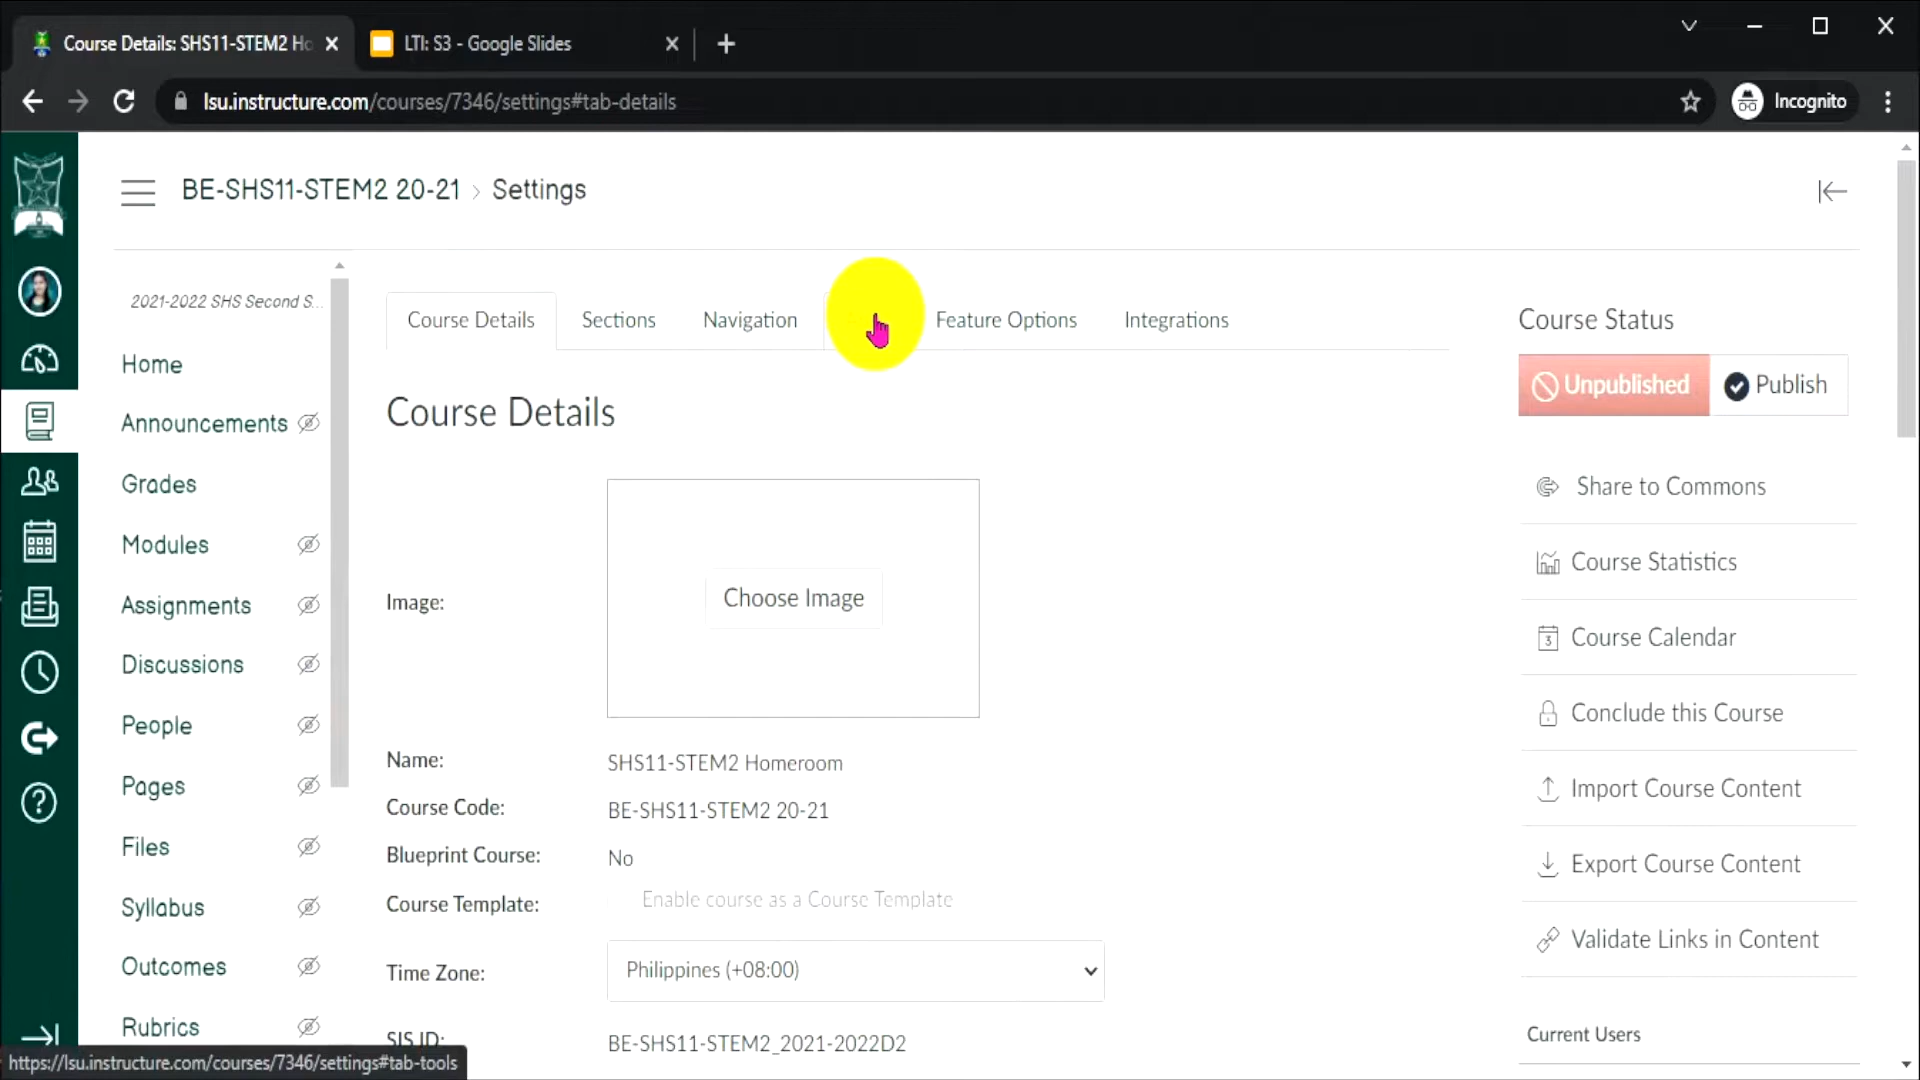 Course Details: SHS11-STEM2 Ho
LTI: S3 - Google Slides
lsu.instructure.com/courses/7346/settings#tab-details
Incognito
BE-SHS11-STEM2 20-21 › Settings
2021-2022 SHS Second S...
Home
Announcements
Grades
Modules
Assignments
Discussions
People
Pages
Files
Syllabus
Outcomes
Rubrics
Course Details
Sections
Navigation
Feature Options
Integrations
Course Details
Image:
Choose Image
Name:
SHS11-STEM2 Homeroom
Course Code:
BE-SHS11-STEM2 20-21
Blueprint Course:
No
Course Template:
Enable course as a Course Template
Time Zone:
Philippines (+08:00)
SIS ID:
BE-SHS11-STEM2_2021-2022D2
Course Status
Unpublished
Publish
Share to Commons
Course Statistics
3
Course Calendar
Conclude this Course
Import Course Content
Export Course Content
Validate Links in Content
Current Users
https://lsu.instructure.com/courses/7346/settings#tab-tools